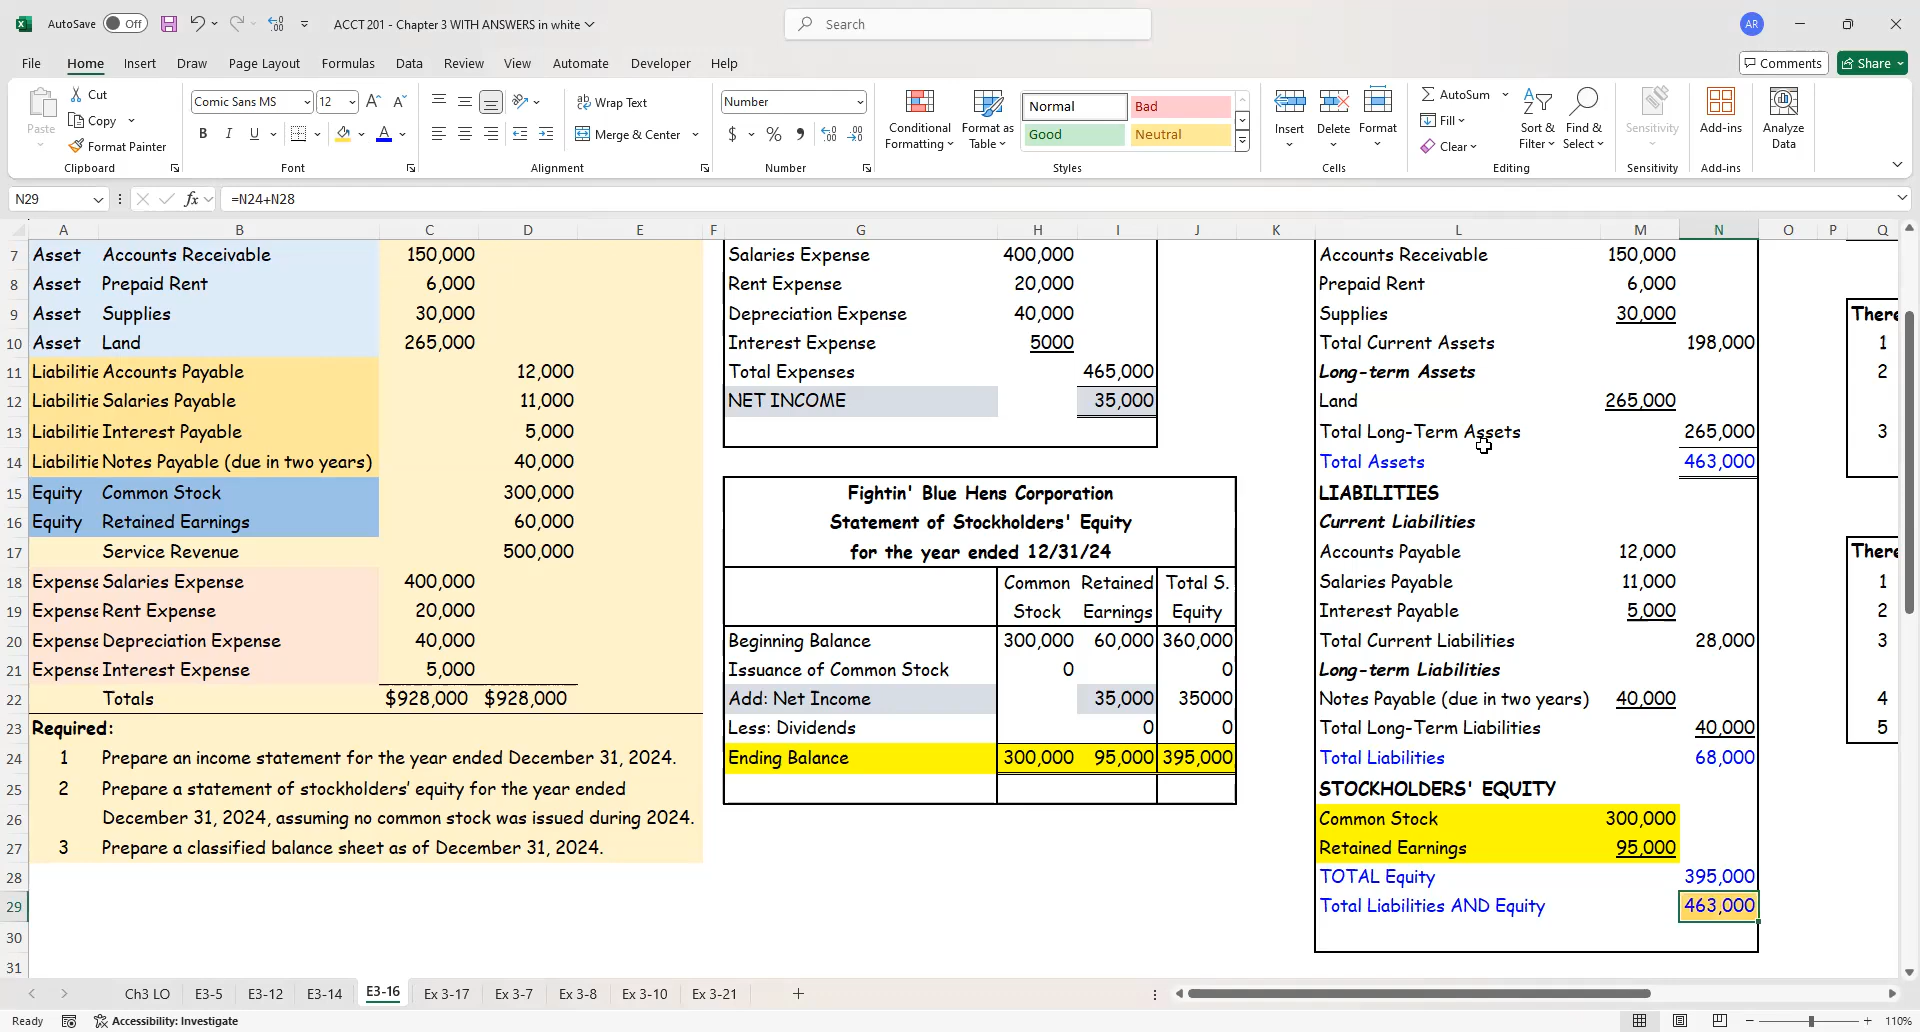 AutoSave Off ACCT 201 - Chapter 3 WITH ANSWERS in white Search AR
File Home Insert Draw Page Layout Formulas Data Review View Automate Developer Help Comments Share
Paste Cut Copy Format Painter Clipboard
Comic Sans MS 12 A A B I U A Font
Wrap Text Merge & Center Alignment
Number $ % , Number
Conditional Formatting Format as Table Normal Bad Good Neutral Styles
Insert Delete Format Cells
AutoSum Fill Clear Sort & Filter Find & Select Editing
Sensitivity Sensitivity Add-ins Add-ins Analyze Data
N29 fx =N24+N28
A B C D E F G H I J K L M N O P Q
7 Asset Accounts Receivable 150,000
8 Asset Prepaid Rent 6,000
9 Asset Supplies 30,000
10 Asset Land 265,000
11 Liabilitie Accounts Payable 12,000
12 Liabilitie Salaries Payable 11,000
13 Liabilitie Interest Payable 5,000
14 Liabilitie Notes Payable (due in two years) 40,000
15 Equity Common Stock 300,000
16 Equity Retained Earnings 60,000
17 Service Revenue 500,000
18 Expense Salaries Expense 400,000
19 Expense Rent Expense 20,000
20 Expense Depreciation Expense 40,000
21 Expense Interest Expense 5,000
22 Totals $928,000 $928,000
23 Required:
24 1 Prepare an income statement for the year ended December 31, 2024.
25 2 Prepare a statement of stockholders' equity for the year ended
26 December 31, 2024, assuming no common stock was issued during 2024.
27 3 Prepare a classified balance sheet as of December 31, 2024.
28
29
30
31
Salaries Expense 400,000
Rent Expense 20,000
Depreciation Expense 40,000
Interest Expense 5000
Total Expenses 465,000
NET INCOME 35,000
Fightin' Blue Hens Corporation
Statement of Stockholders' Equity
for the year ended 12/31/24
Common Retained Total S.
Stock Earnings Equity
Beginning Balance 300,000 60,000 360,000
Issuance of Common Stock 0 0
Add: Net Income 35,000 35000
Less: Dividends 0 0
Ending Balance 300,000 95,000 395,000
Accounts Receivable 150,000
Prepaid Rent 6,000
Supplies 30,000
Total Current Assets 198,000
Long-term Assets
Land 265,000
Total Long-Term Assets 265,000
Total Assets 463,000
LIABILITIES
Current Liabilities
Accounts Payable 12,000
Salaries Payable 11,000
Interest Payable 5,000
Total Current Liabilities 28,000
Long-term Liabilities
Notes Payable (due in two years) 40,000
Total Long-Term Liabilities 40,000
Total Liabilities 68,000
STOCKHOLDERS' EQUITY
Common Stock 300,000
Retained Earnings 95,000
TOTAL Equity 395,000
Total Liabilities AND Equity 463,000
There
1
2
3
There
1
2
3
4
5
Ch3 LO E3-5 E3-12 E3-14 E3-16 Ex 3-17 Ex 3-7 Ex 3-8 Ex 3-10 Ex 3-21
Ready Accessibility: Investigate 110%